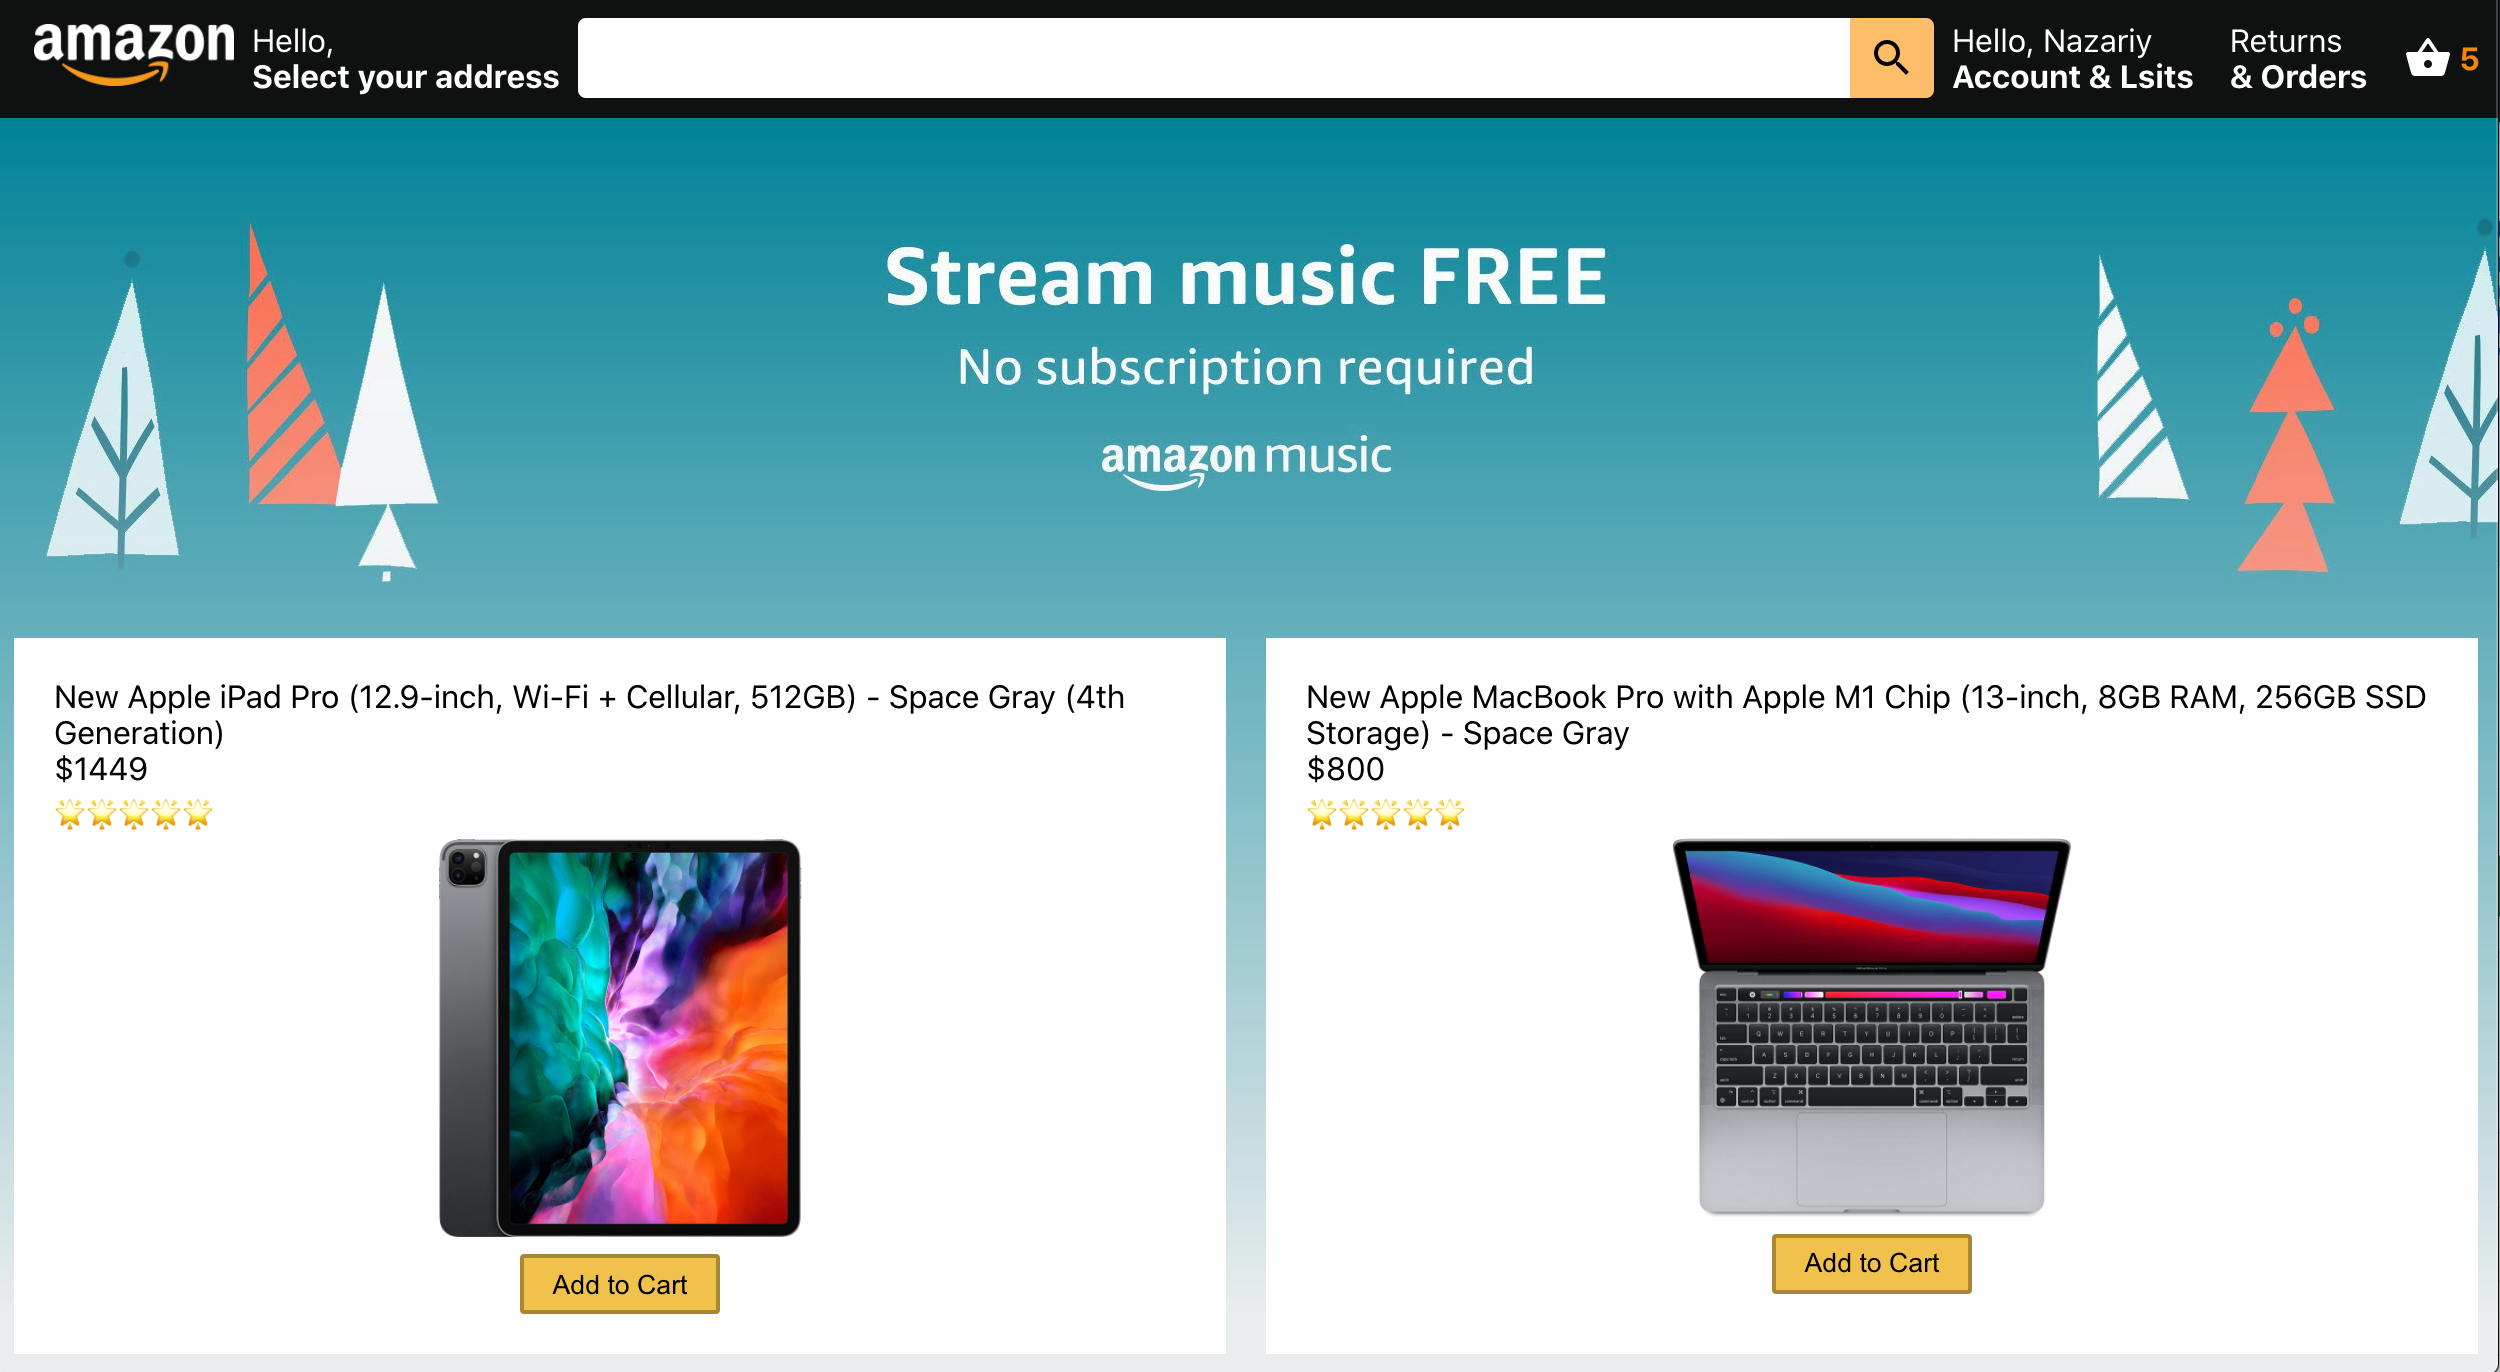 amazon
Hello,
Select your address
Hello, Nazariy
Account & Lsits
Returns
& Orders
5
Stream music FREE
No subscription required
amazon music
New Apple iPad Pro (12.9-inch, Wi-Fi + Cellular, 512GB) - Space Gray (4th
Generation)
$1449
Add to Cart
New Apple MacBook Pro with Apple M1 Chip (13-inch, 8GB RAM, 256GB SSD
Storage) - Space Gray
$800
Add to Cart